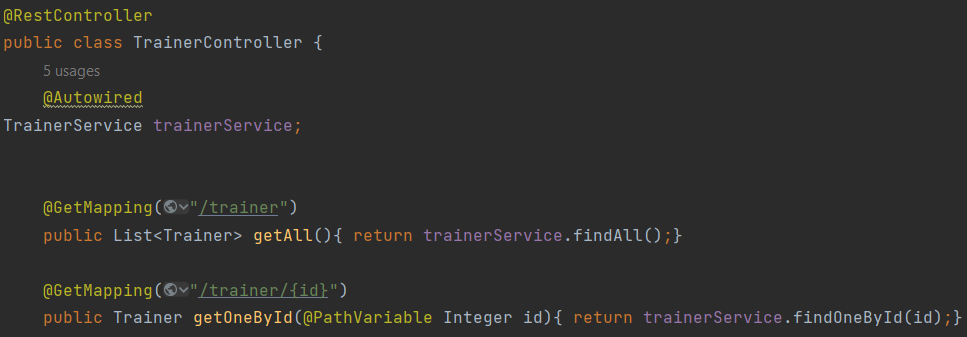 @RestController
public class TrainerController {
5 usages
@Autowired
TrainerService trainerService;
@GetMapping("/trainer")
public List<Trainer> getAll(){ return trainerService.findAll();}
@GetMapping("/trainer/{id}")
public Trainer getOneById(@PathVariable Integer id){ return trainerService.findOneById(id);}